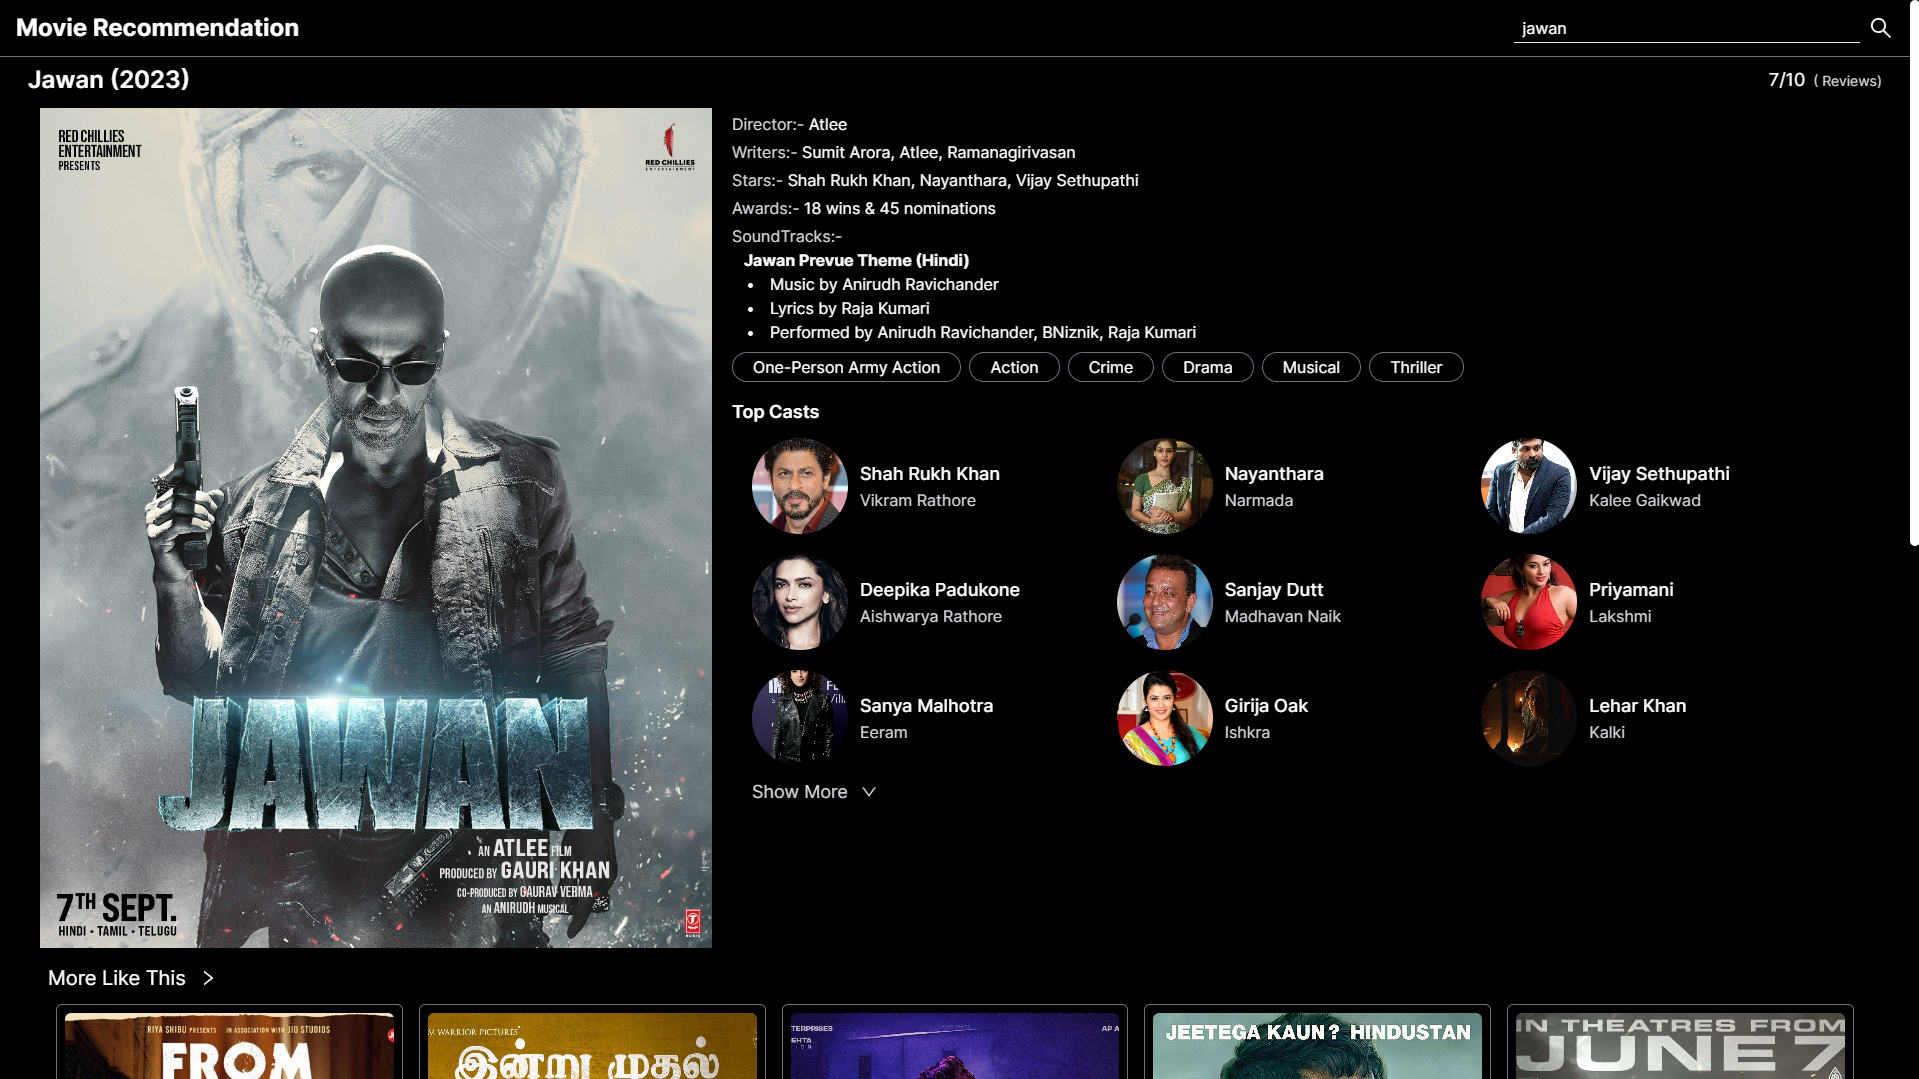 Movie Recommendation
jawan
Jawan (2023)
7/10 ( Reviews)
RED CHILLIES
ENTERTAINMENT
PRESENTS
RED CHILLIES
ENTERTAINMENT
JAWAN
AN ATLEE FILM
PRODUCED BY GAURI KHAN
CO-PRODUCED BY GAURAV VERMA
AN ANIRUDH MUSICAL
7TH SEPT.
HINDI • TAMIL • TELUGU
Director:- Atlee
Writers:- Sumit Arora, Atlee, Ramanagirivasan
Stars:- Shah Rukh Khan, Nayanthara, Vijay Sethupathi
Awards:- 18 wins & 45 nominations
SoundTracks:-
Jawan Prevue Theme (Hindi)
• Music by Anirudh Ravichander
• Lyrics by Raja Kumari
• Performed by Anirudh Ravichander, BNiznik, Raja Kumari
One-Person Army Action Action Crime Drama Musical Thriller
Top Casts
Shah Rukh Khan
Vikram Rathore
Nayanthara
Narmada
Vijay Sethupathi
Kalee Gaikwad
Deepika Padukone
Aishwarya Rathore
Sanjay Dutt
Madhavan Naik
Priyamani
Lakshmi
Sanya Malhotra
Eeram
Girija Oak
Ishkra
Lehar Khan
Kalki
Show More
More Like This
RIYA SHIBU PRESENTS IN ASSOCIATION WITH JIO STUDIOS
FROM
M WARRIOR PICTURES
இன்று முதல்
TERPRISES
EHTA
AP A
JEETEGA KAUN? HINDUSTAN
IN THEATRES FROM
JUNE 7